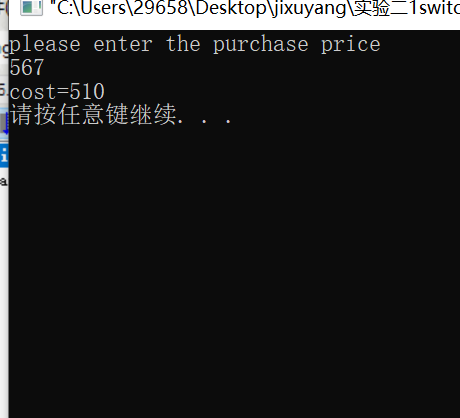 "C:\Users\29658\Desktop\jixuyang\实验二1switc
please enter the purchase price
567
cost=510
请按任意键继续. . .